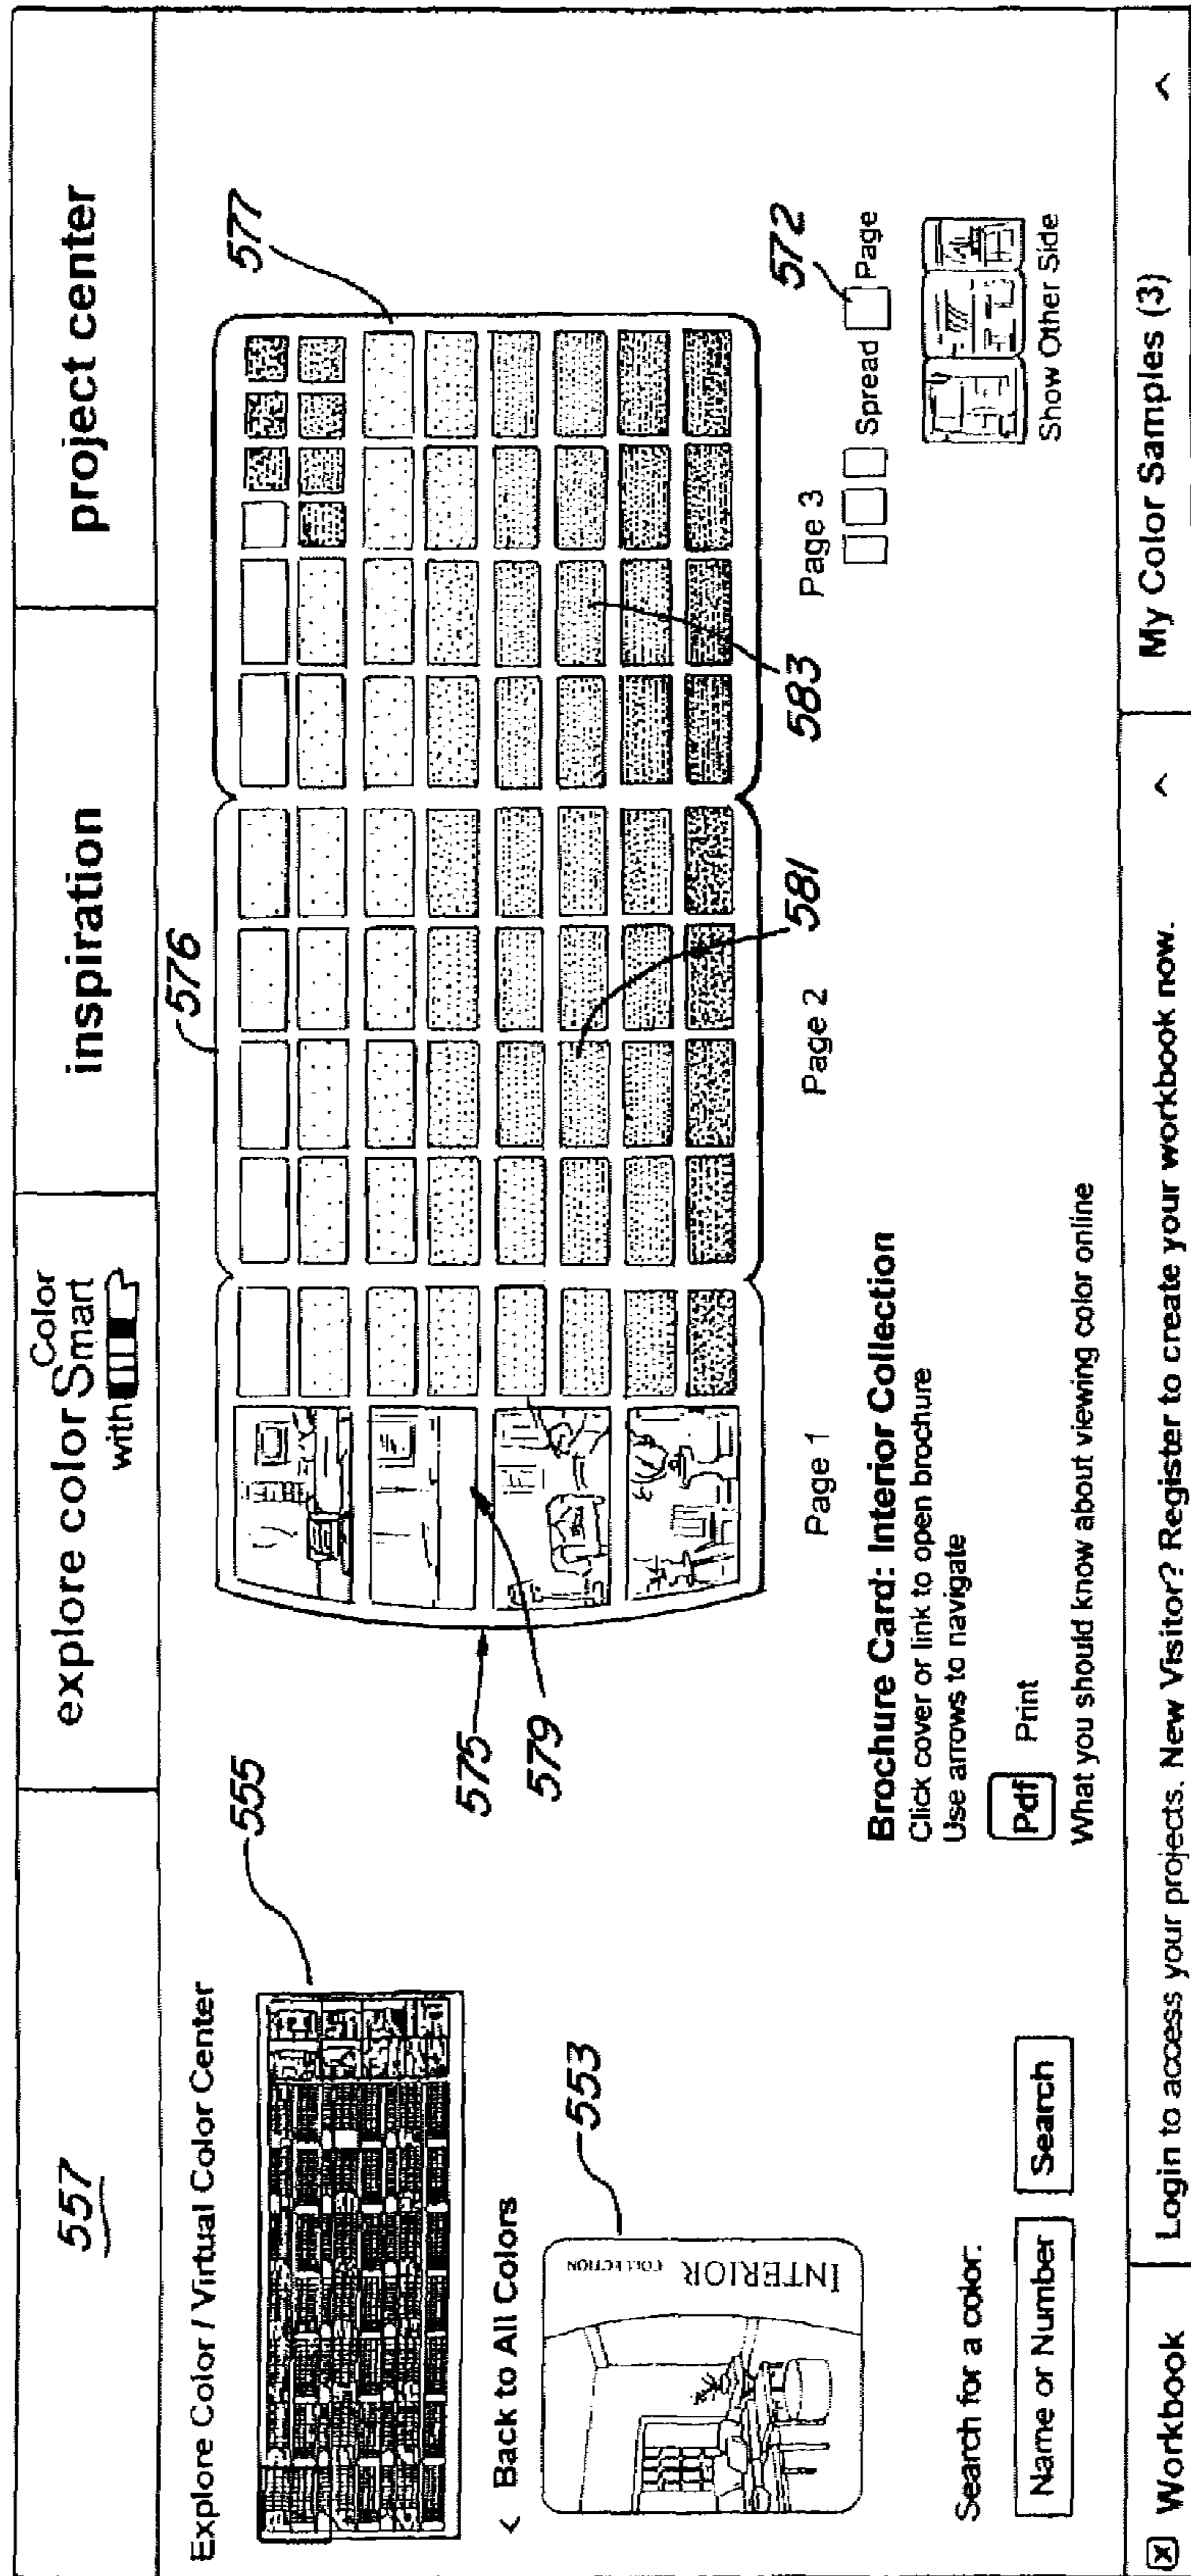 557
explore color
Color
Smart
with
inspiration
project center
Explore Color / Virtual Color Center
555
< Back to All Colors
553
INTERIOR
COLLECTION
Search for a color:
Name or Number
Search
575
579
576
577
581
583
Page 1
Page 2
Page 3
572
Spread
Page
Show Other Side
Brochure Card: Interior Collection
Click cover or link to open brochure
Use arrows to navigate
Pdf
Print
What you should know about viewing color online
x Workbook
Login to access your projects. New Visitor? Register to create your workbook now.
^
My Color Samples (3)
^